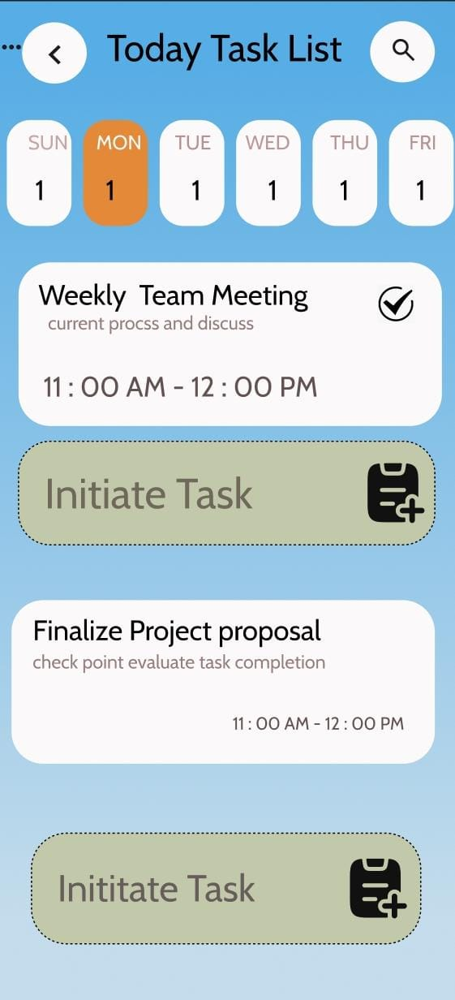 Today Task List
SUN MON TUE WED THU FRI
1 1 1 1 1 1
Weekly Team Meeting
current procss and discuss
11 : 00 AM - 12 : 00 PM
Initiate Task
Finalize Project proposal
check point evaluate task completion
11 : 00 AM - 12 : 00 PM
Inititate Task